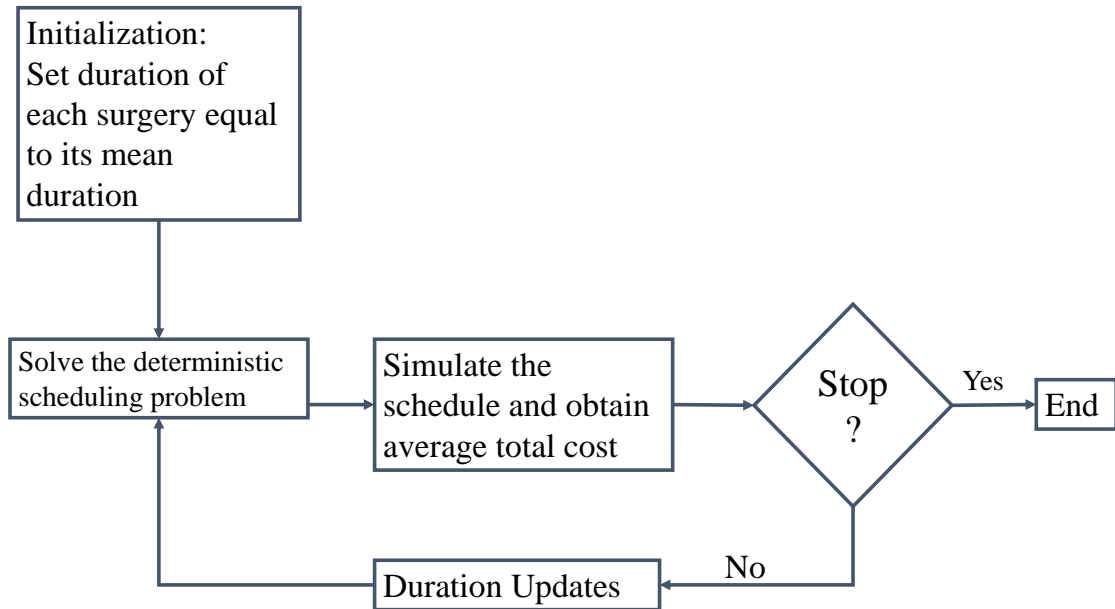 Initialization:
Set duration of
each surgery equal
to its mean
duration
Solve the deterministic
scheduling problem
Simulate the
schedule and obtain
average total cost
Stop
?
Yes
End
No
Duration Updates